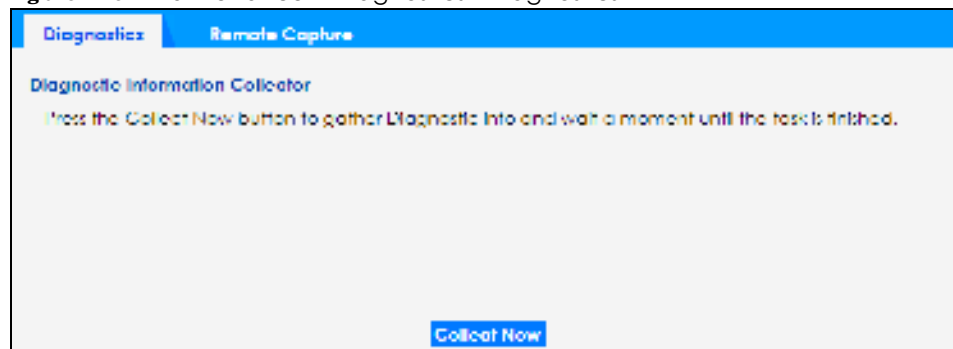 Diagnostics Remote Capture
Diagnostic Information Collector
Press the Collect Now button to gather Diagnostic Info and wait a moment until the task is finished.
Collect Now